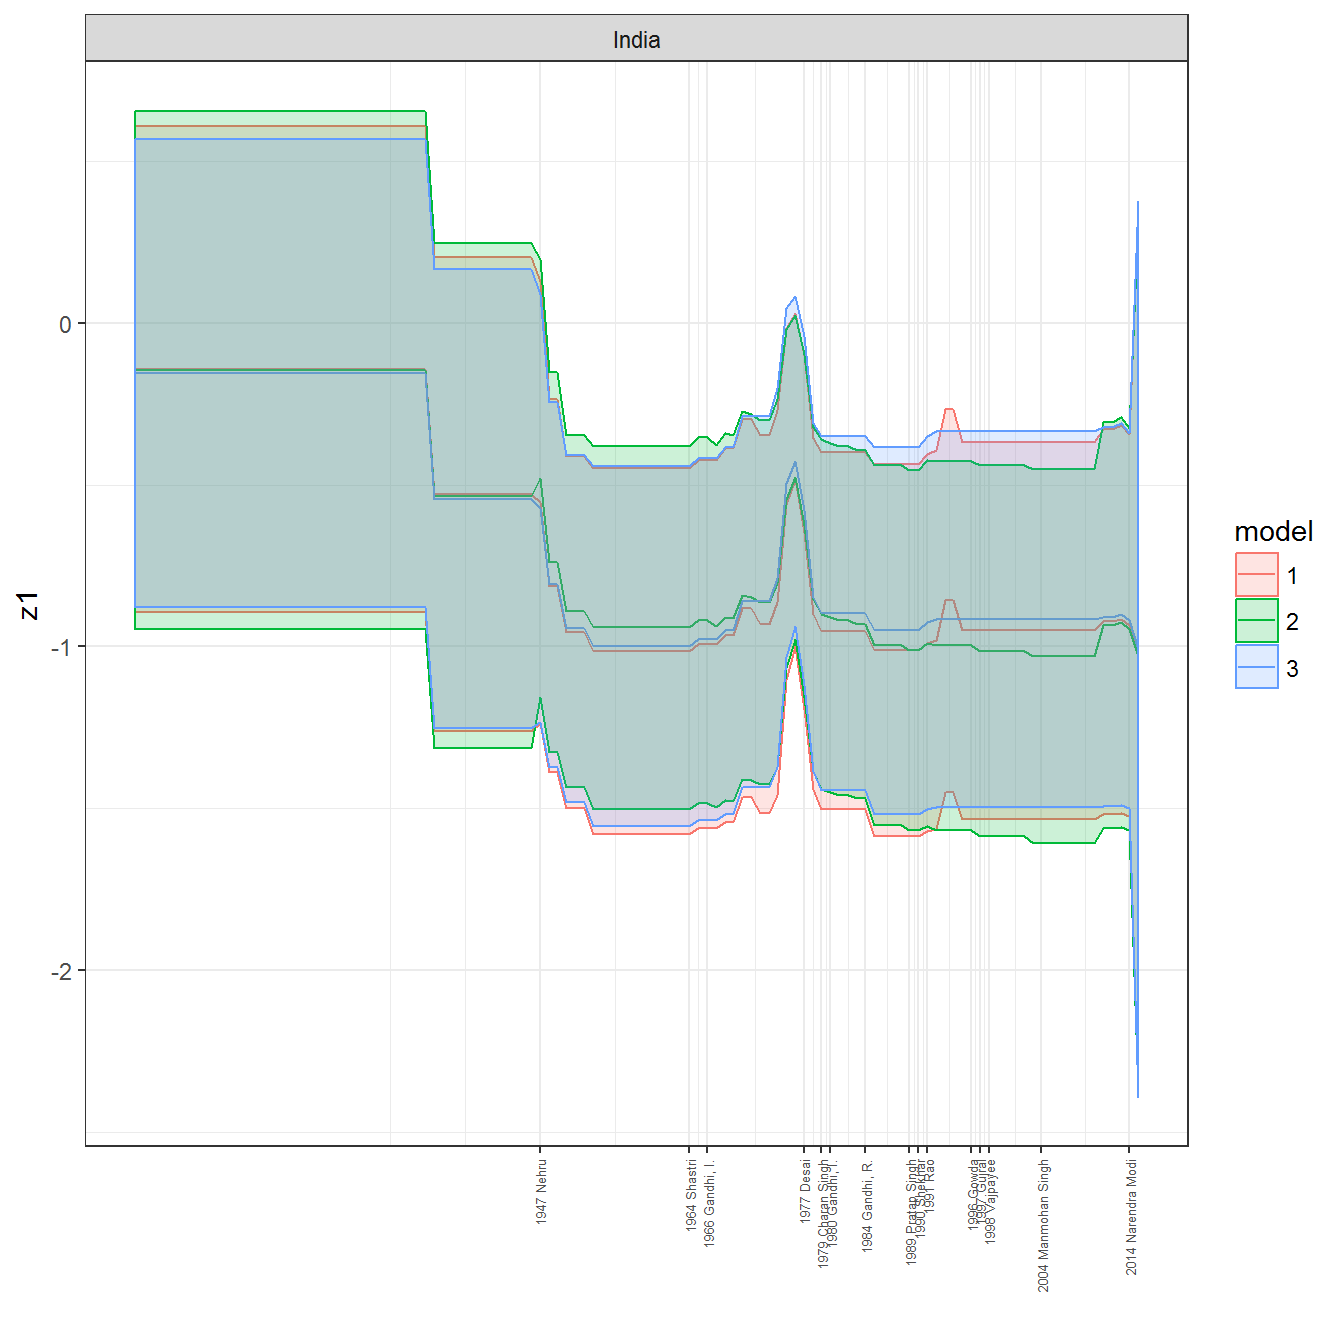 India
z1
0
-1
-2
1947 Nehru
1964 Shastri
1966 Gandhi, I.
1977 Desai
1979 Charan Singh
1980 Gandhi, I.
1984 Gandhi, R.
1989 Pratap Singh
1990 Shekhar
1991 Rao
1996 Gowda
1997 Gujral
1998 Vajpayee
2004 Manmohan Singh
2014 Narendra Modi
model
1
2
3